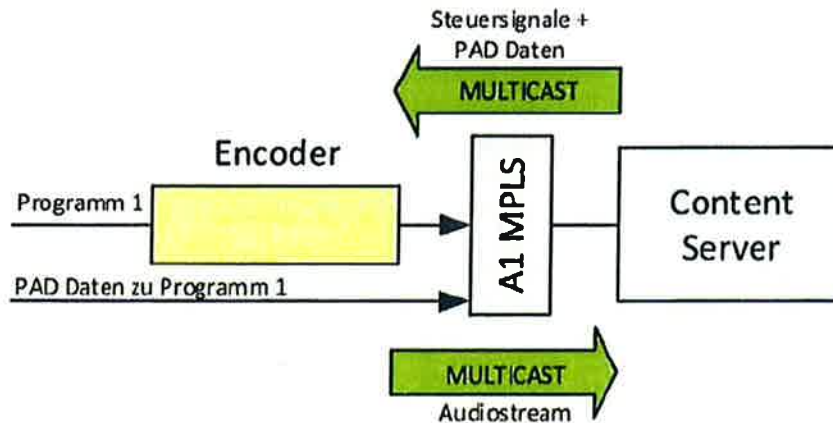 Steuersignale +
PAD Daten
MULTICAST
Encoder
Programm 1
A1 MPLS
Content
Server
PAD Daten zu Programm 1
MULTICAST
Audiostream